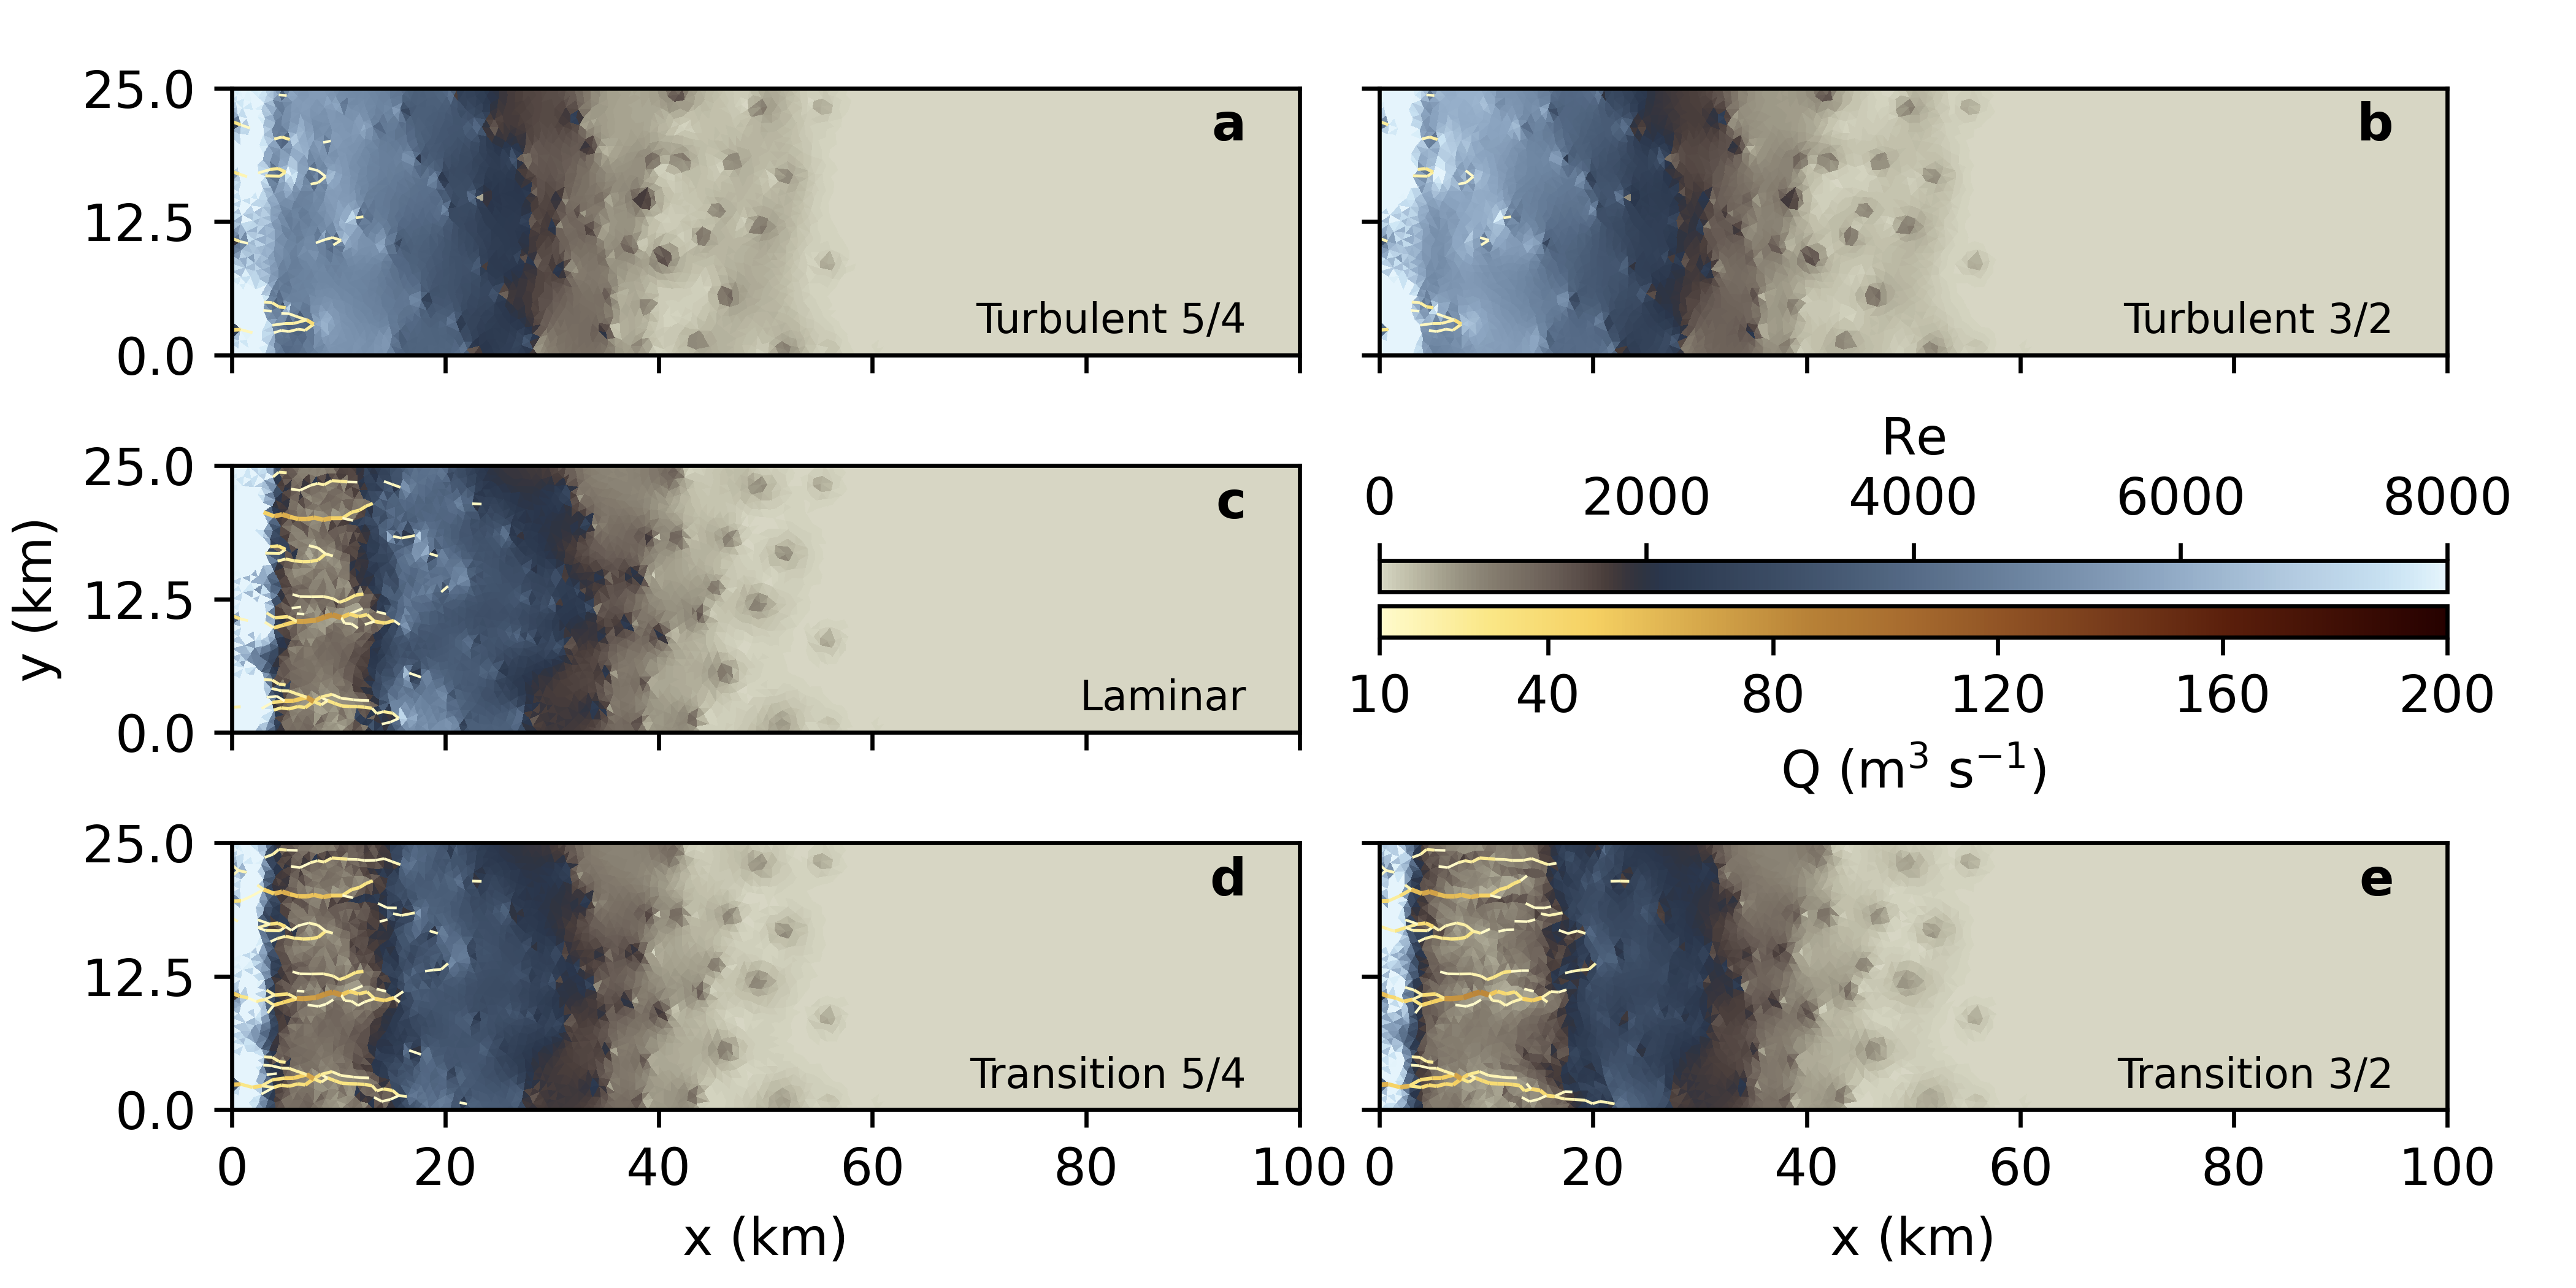 25.0
12.5
0.0
a
Turbulent 5/4
b
Turbulent 3/2
y (km)
25.0
12.5
0.0
c
Laminar
Re
0 2000 4000 6000 8000
10 40 80 120 160 200
Q (m³ s⁻¹)
25.0
12.5
0.0
d
Transition 5/4
e
Transition 3/2
0 20 40 60 80 100
0 20 40 60 80 100
x (km)
x (km)